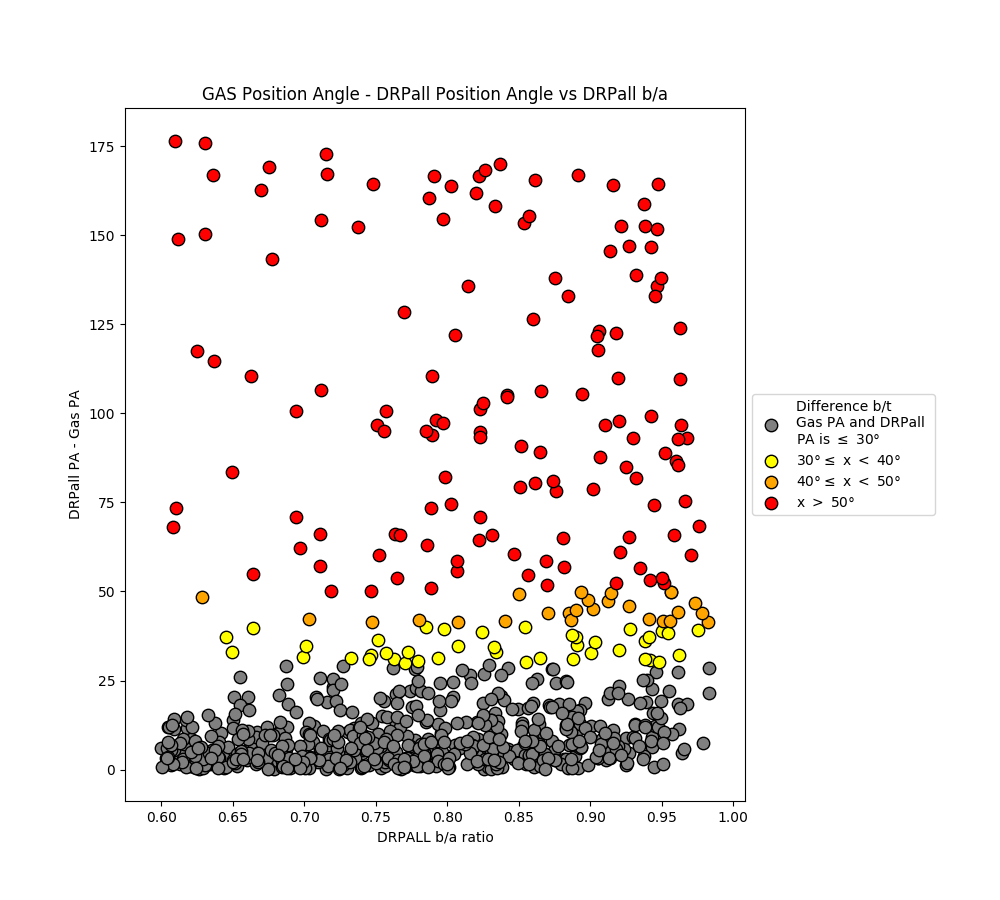 GAS Position Angle - DRPall Position Angle vs DRPall b/a
175
150
125
100
75
50
25
0
DRPall PA - Gas PA
0.60 0.65 0.70 0.75 0.80 0.85 0.90 0.95 1.00
DRPALL b/a ratio
Difference b/t
Gas PA and DRPall
PA is ≤ 30°
30° ≤ x < 40°
40° ≤ x < 50°
x > 50°